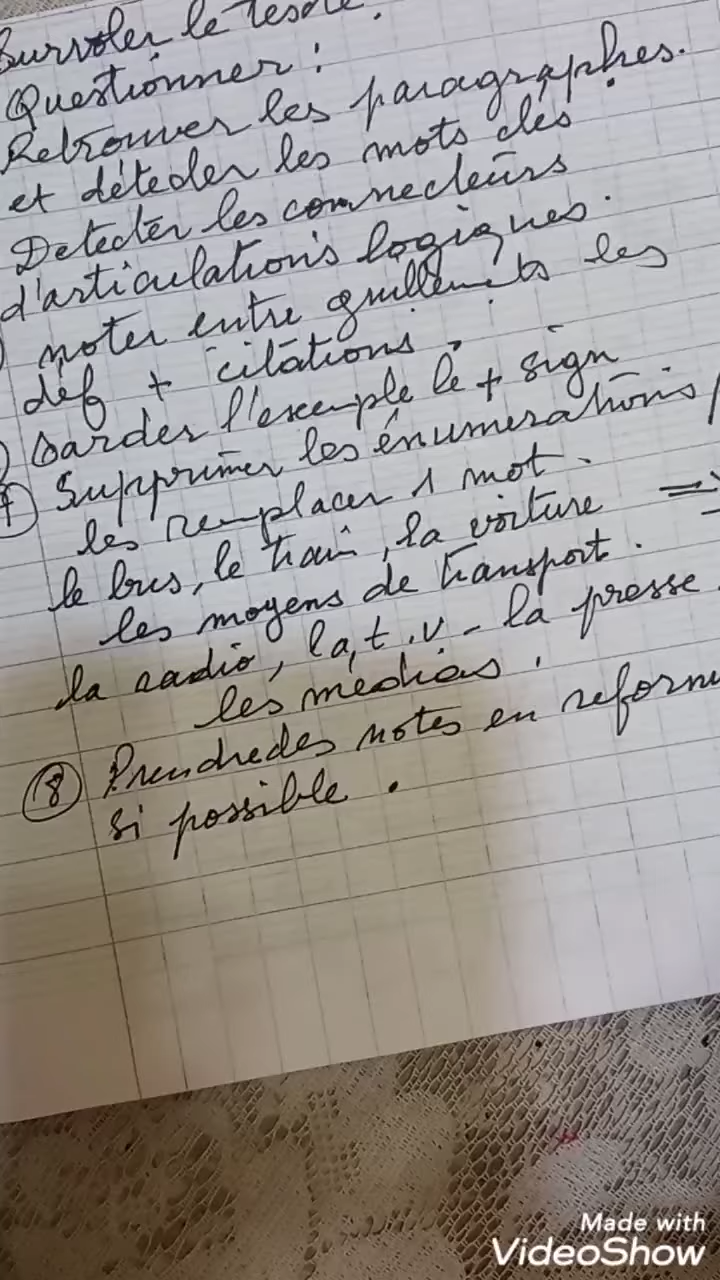 Survoler le texte.
Questionner :
Retrouver les paragraphes.
et détecter les mots clés.
Detecter les connecteurs
d'articulations logiques.
noter entre guillemets les
déf + citations.
Garder l'exemple le + sign
7 Supprimer les énumerations /
les remplacer 1 mot.
le bus, le train, la voiture =>
les moyens de transport.
la radio, la t.v - la presse.
les médias.
8 Prendre des notes en reformu
si possible.
Made with
VideoShow